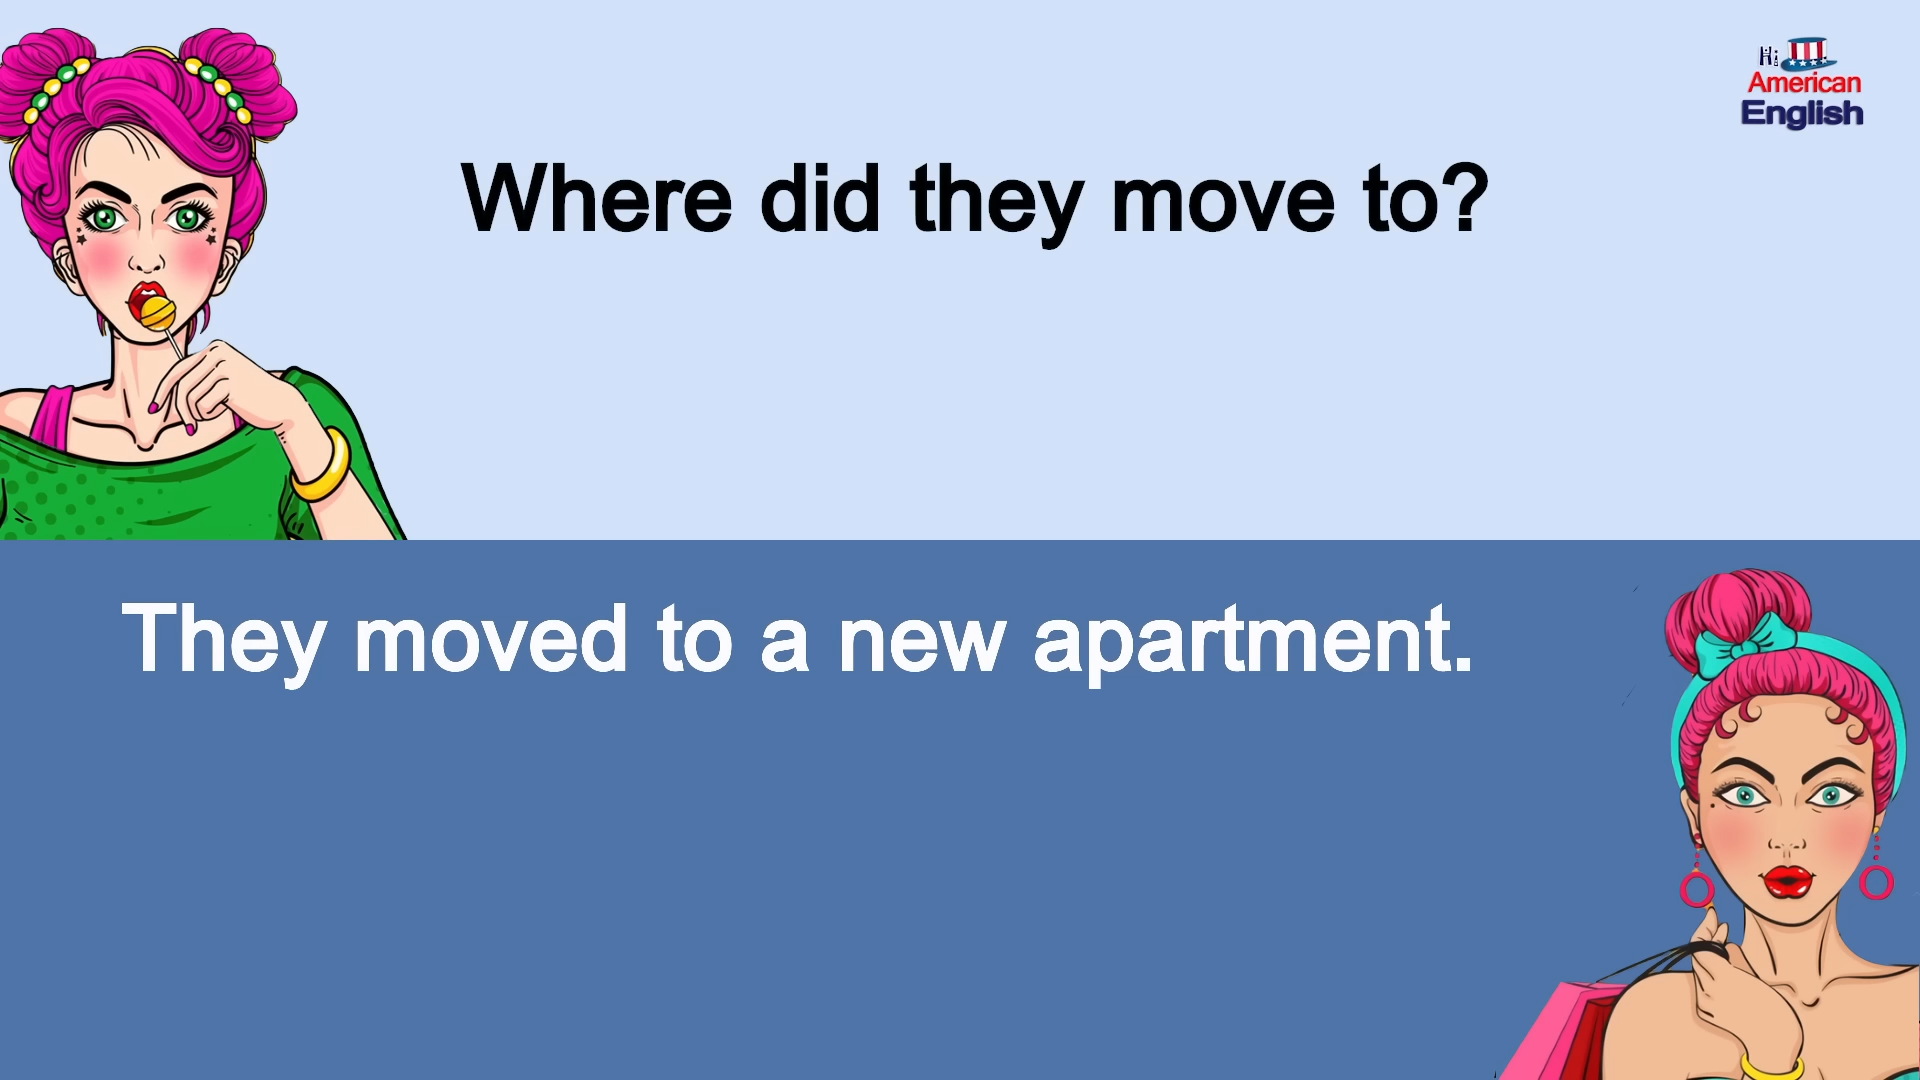 Hi
American
English
Where did they move to?
They moved to a new apartment.